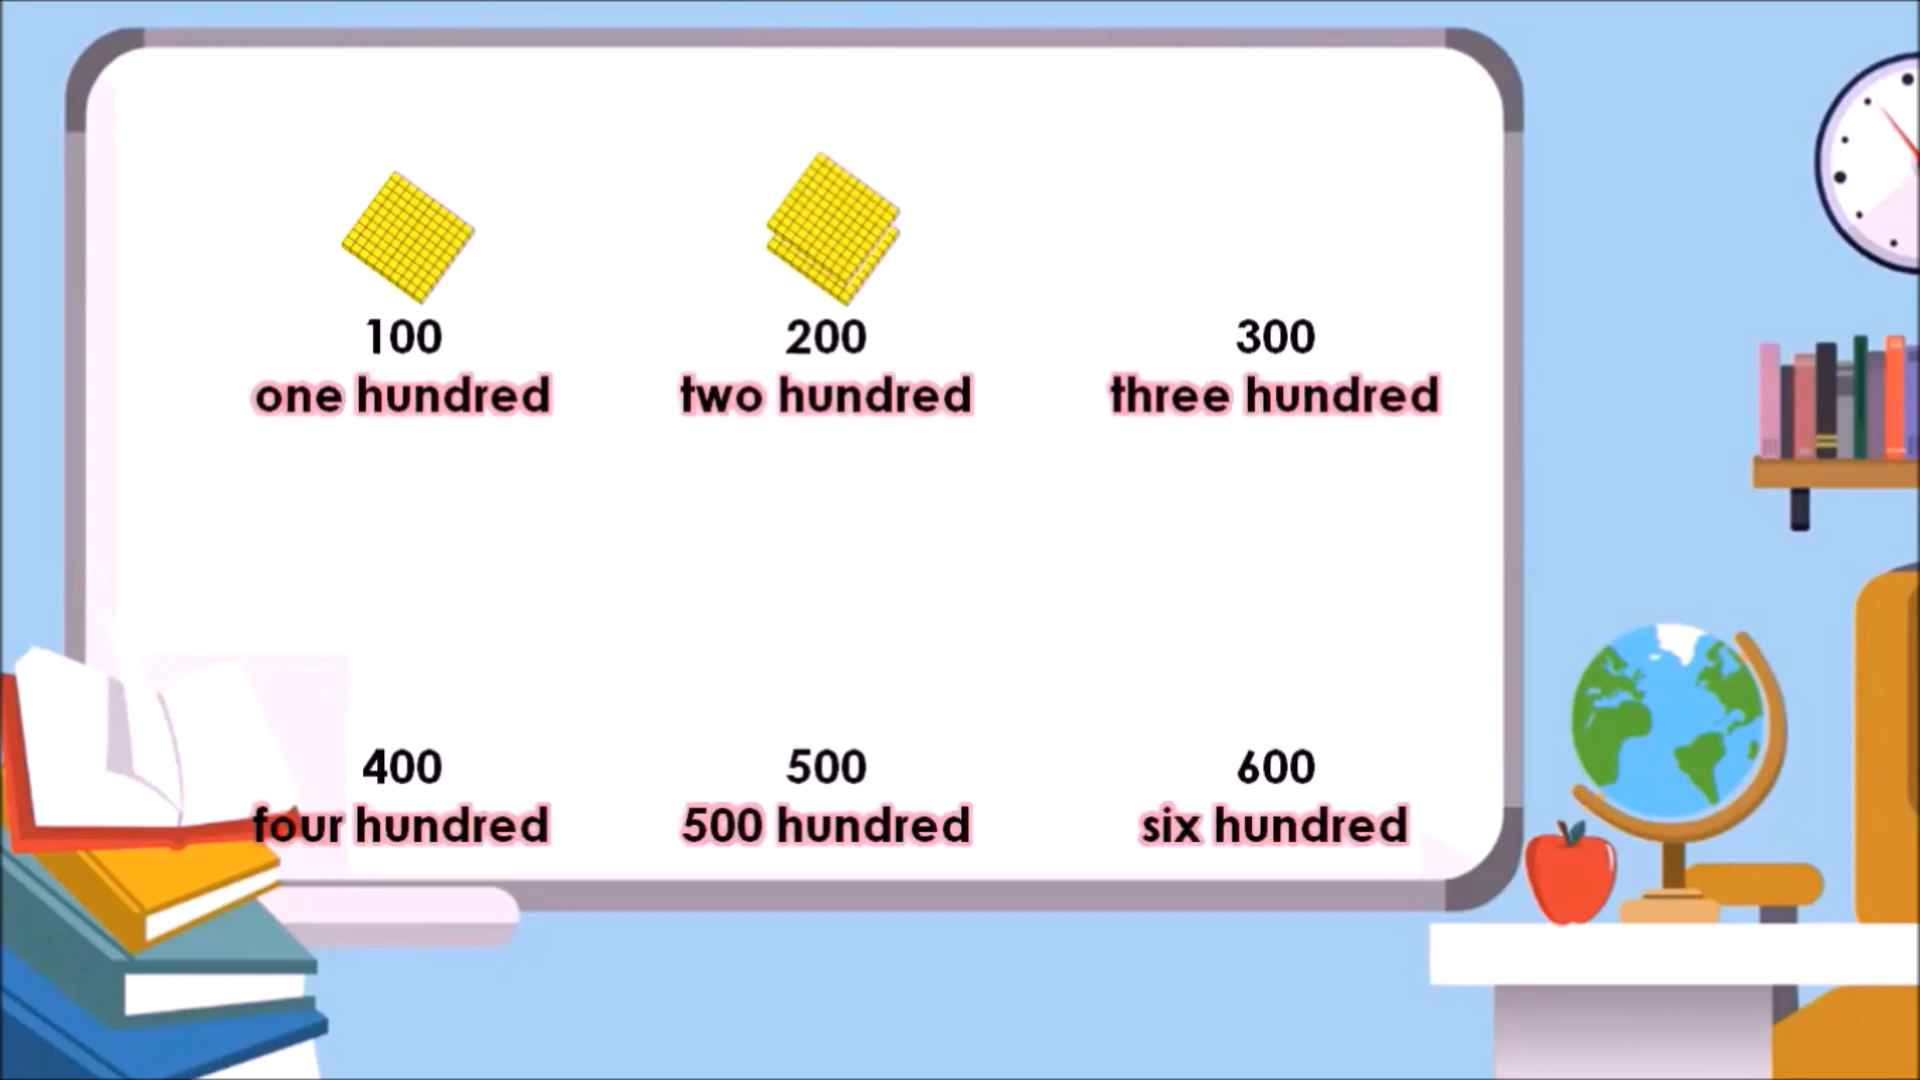 100
one hundred
200
two hundred
300
three hundred
400
four hundred
500
500 hundred
600
six hundred